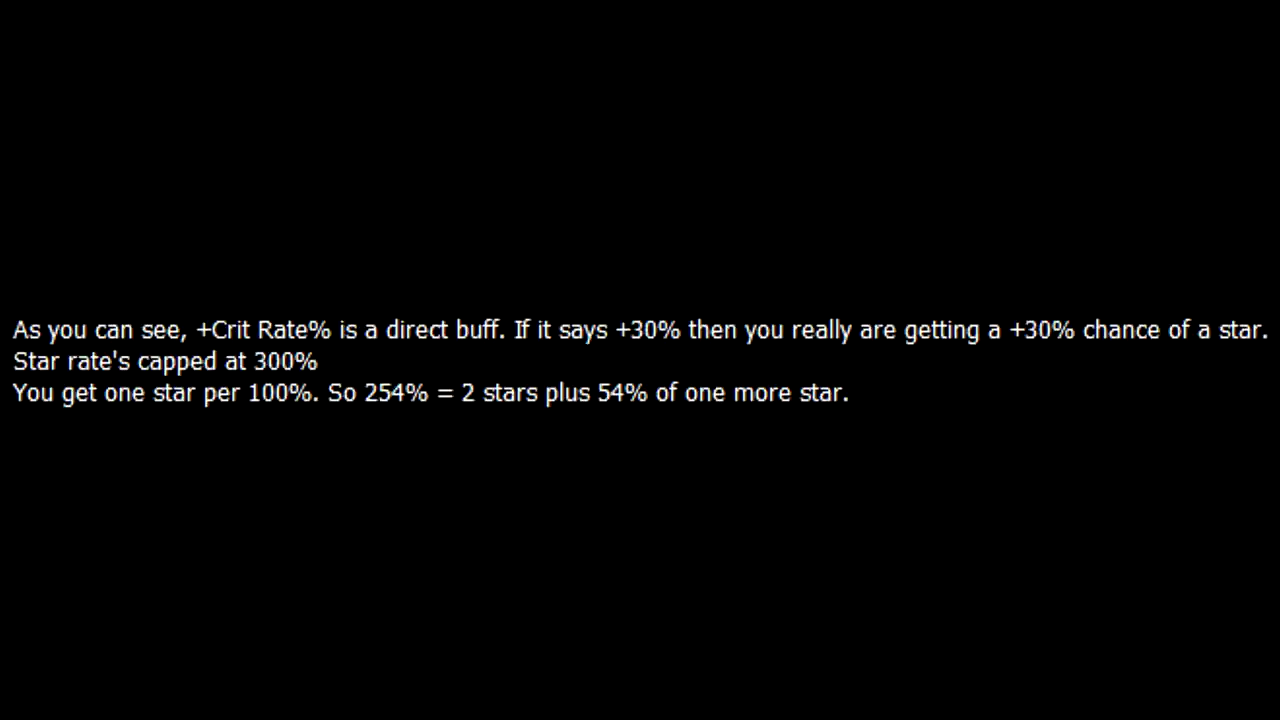 As you can see, +Crit Rate% is a direct buff. If it says +30% then you really are getting a +30% chance of a star.
Star rate's capped at 300%
You get one star per 100%. So 254% = 2 stars plus 54% of one more star.